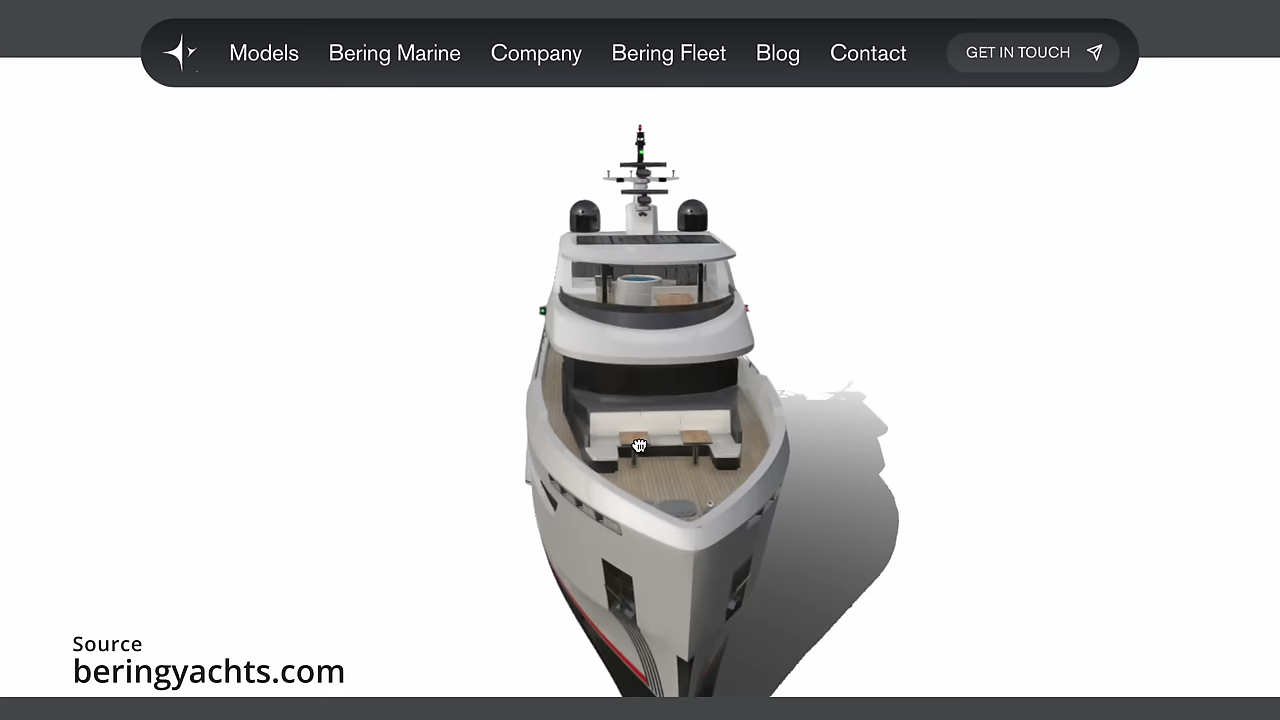 Models Bering Marine Company Bering Fleet Blog Contact GET IN TOUCH
Source
beringyachts.com